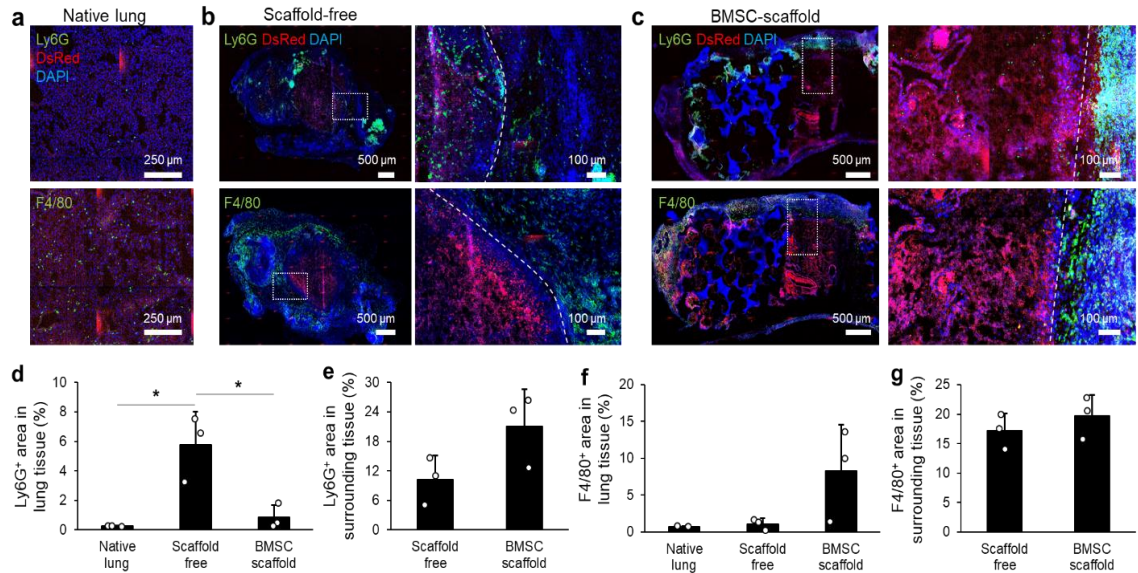 a Native lung
Ly6G
DsRed
DAPI
250 µm
F4/80
250 µm
b Scaffold-free
Ly6G DsRed DAPI
500 µm
100 µm
F4/80
500 µm
100 µm
c BMSC-scaffold
Ly6G DsRed DAPI
500 µm
100 µm
F4/80
500 µm
100 µm
d
Ly6G⁺ area in
lung tissue (%)
10
8
6
4
2
0
* *
Native
lung
Scaffold
free
BMSC
scaffold
e
Ly6G⁺ area in
surrounding tissue (%)
30
24
18
12
6
0
Scaffold
free
BMSC
scaffold
f
F4/80⁺ area in
lung tissue (%)
20
15
10
5
0
Native
lung
Scaffold
free
BMSC
scaffold
g
F4/80⁺ area in
surrounding tissue (%)
25
20
15
10
5
0
Scaffold
free
BMSC
scaffold